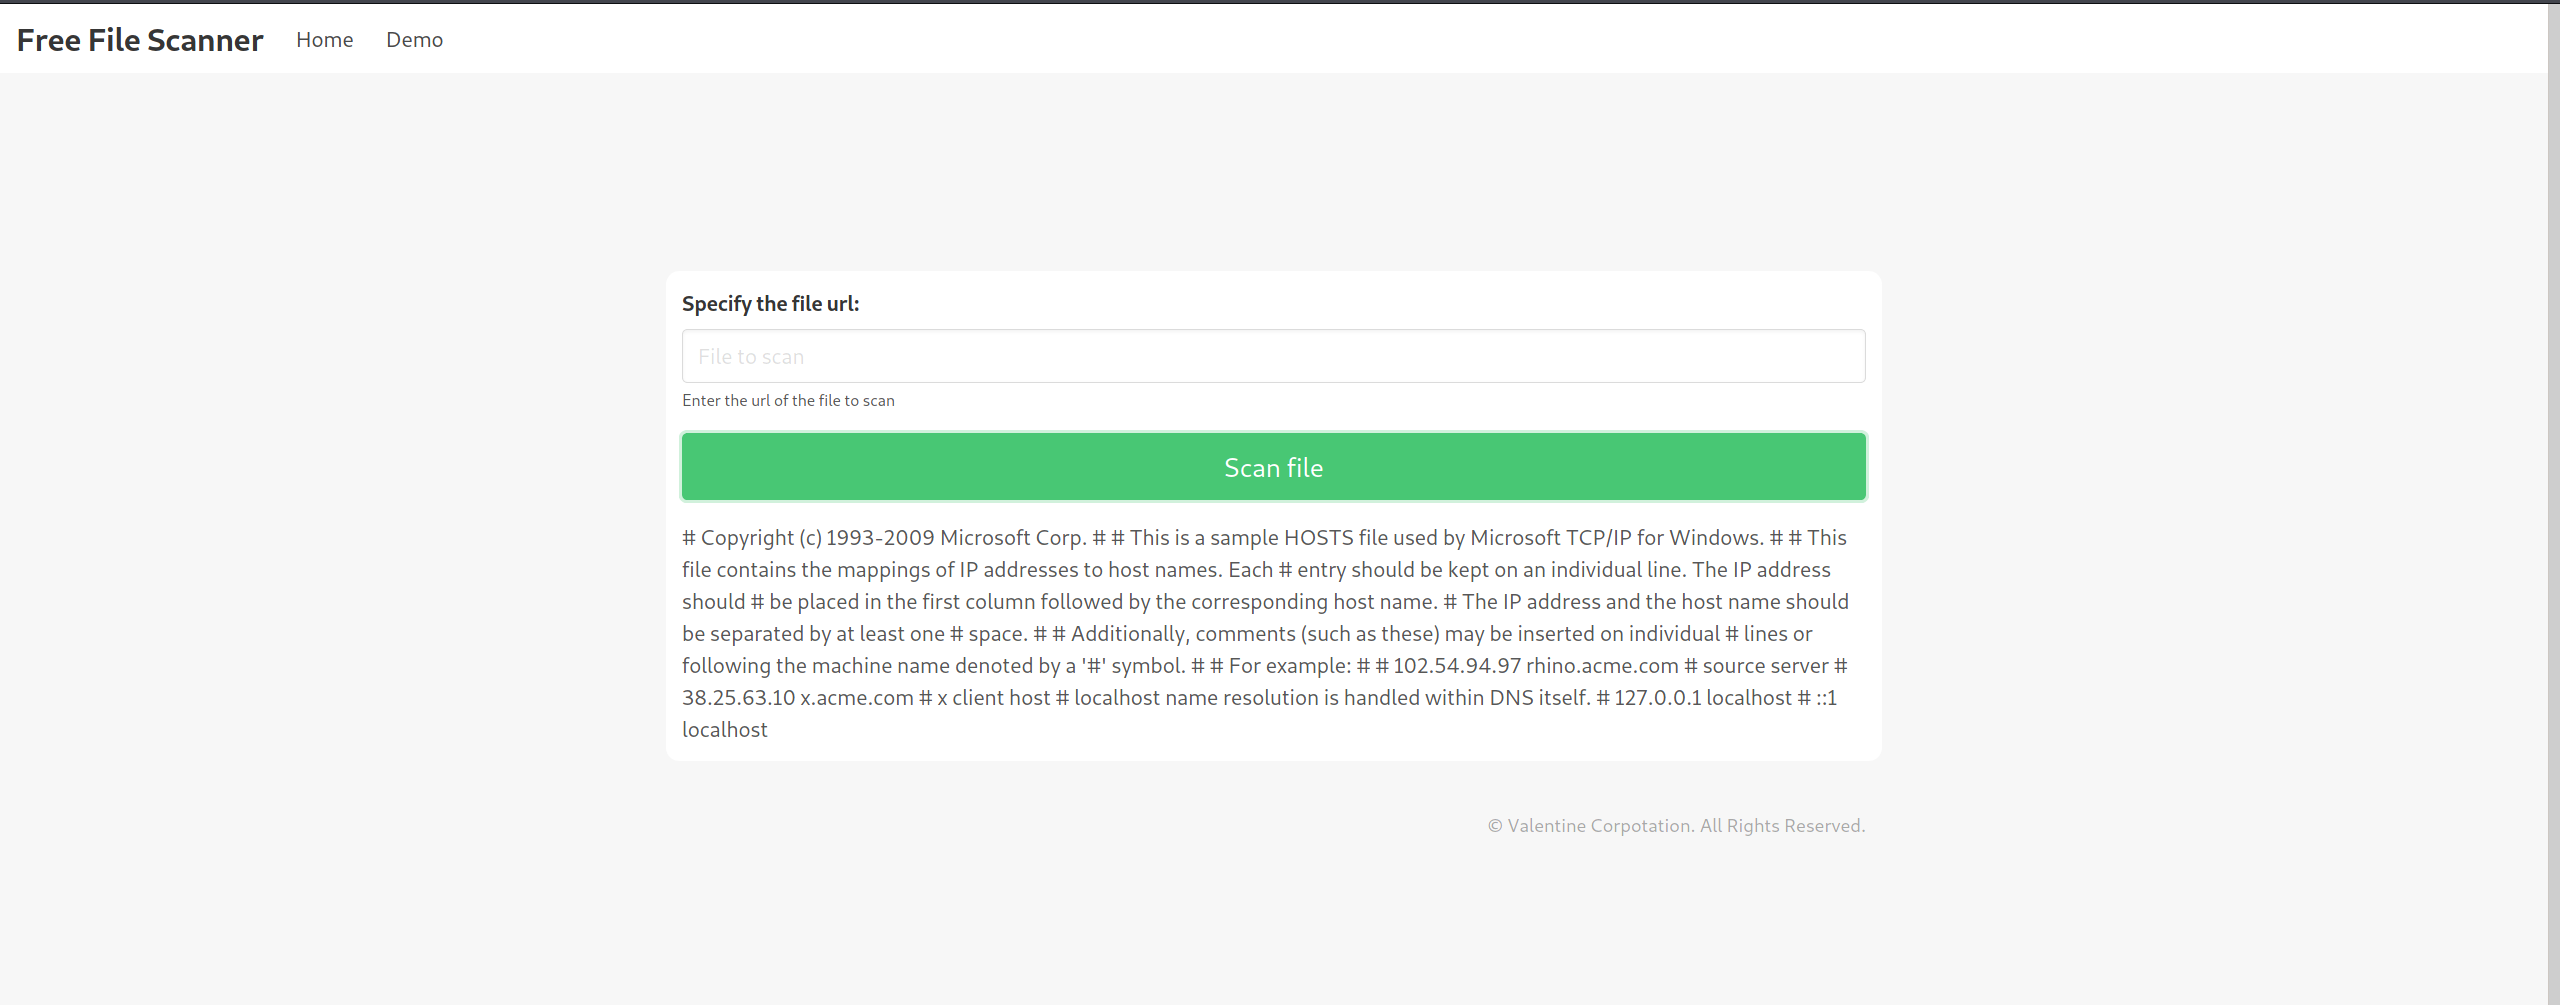 Free File Scanner Home Demo
Specify the file url:
File to scan
Enter the url of the file to scan
Scan file
# Copyright (c) 1993-2009 Microsoft Corp. # # This is a sample HOSTS file used by Microsoft TCP/IP for Windows. # # This
file contains the mappings of IP addresses to host names. Each # entry should be kept on an individual line. The IP address
should # be placed in the first column followed by the corresponding host name. # The IP address and the host name should
be separated by at least one # space. # # Additionally, comments (such as these) may be inserted on individual # lines or
following the machine name denoted by a '#' symbol. # # For example: # # 102.54.94.97 rhino.acme.com # source server #
38.25.63.10 x.acme.com # x client host # localhost name resolution is handled within DNS itself. # 127.0.0.1 localhost # ::1
localhost
© Valentine Corpotation. All Rights Reserved.